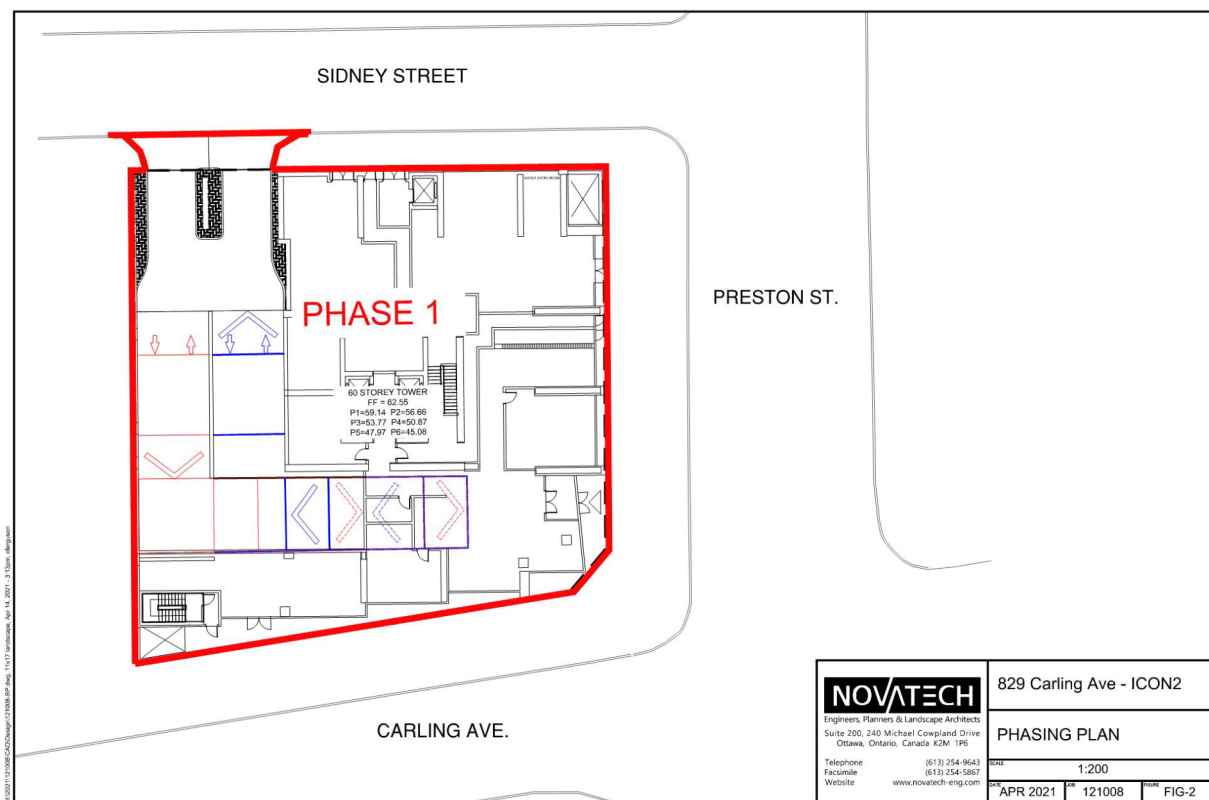 SIDNEY STREET
WATER ENTRY ROOM
PHASE 1
PRESTON ST.
60 STOREY TOWER
FF = 62.55
P1=59.14 P2=56.66
P3=53.77 P4=50.87
P5=47.97 P6=45.08
CARLING AVE.
NOVATECH
Engineers, Planners & Landscape Architects
Suite 200, 240 Michael Cowpland Drive
Ottawa, Ontario, Canada K2M 1P6
Telephone (613) 254-9643
Facsimile (613) 254-5867
Website www.novatech-eng.com
829 Carling Ave - ICON2
PHASING PLAN
SCALE
1:200
DATE APR 2021 JOB 121008 FIGURE FIG-2